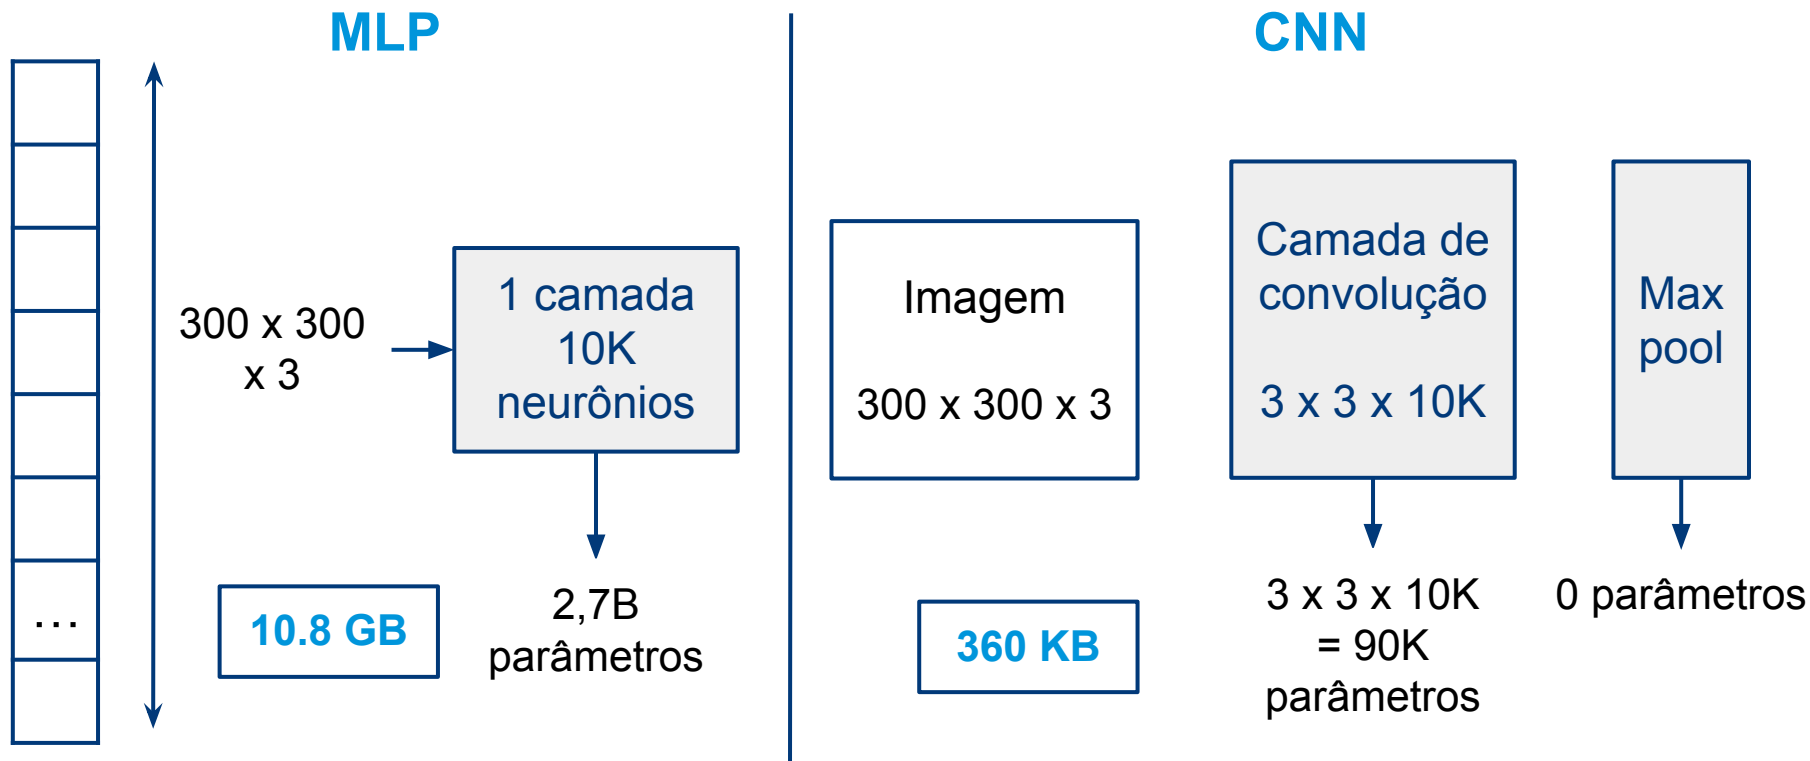 MLP
300 x 300
x 3
1 camada
10K
neurônios
2,7B
parâmetros
10.8 GB
...
CNN
Imagem
300 x 300 x 3
Camada de
convolução
3 x 3 x 10K
Max
pool
360 KB
3 x 3 x 10K
= 90K
parâmetros
0 parâmetros